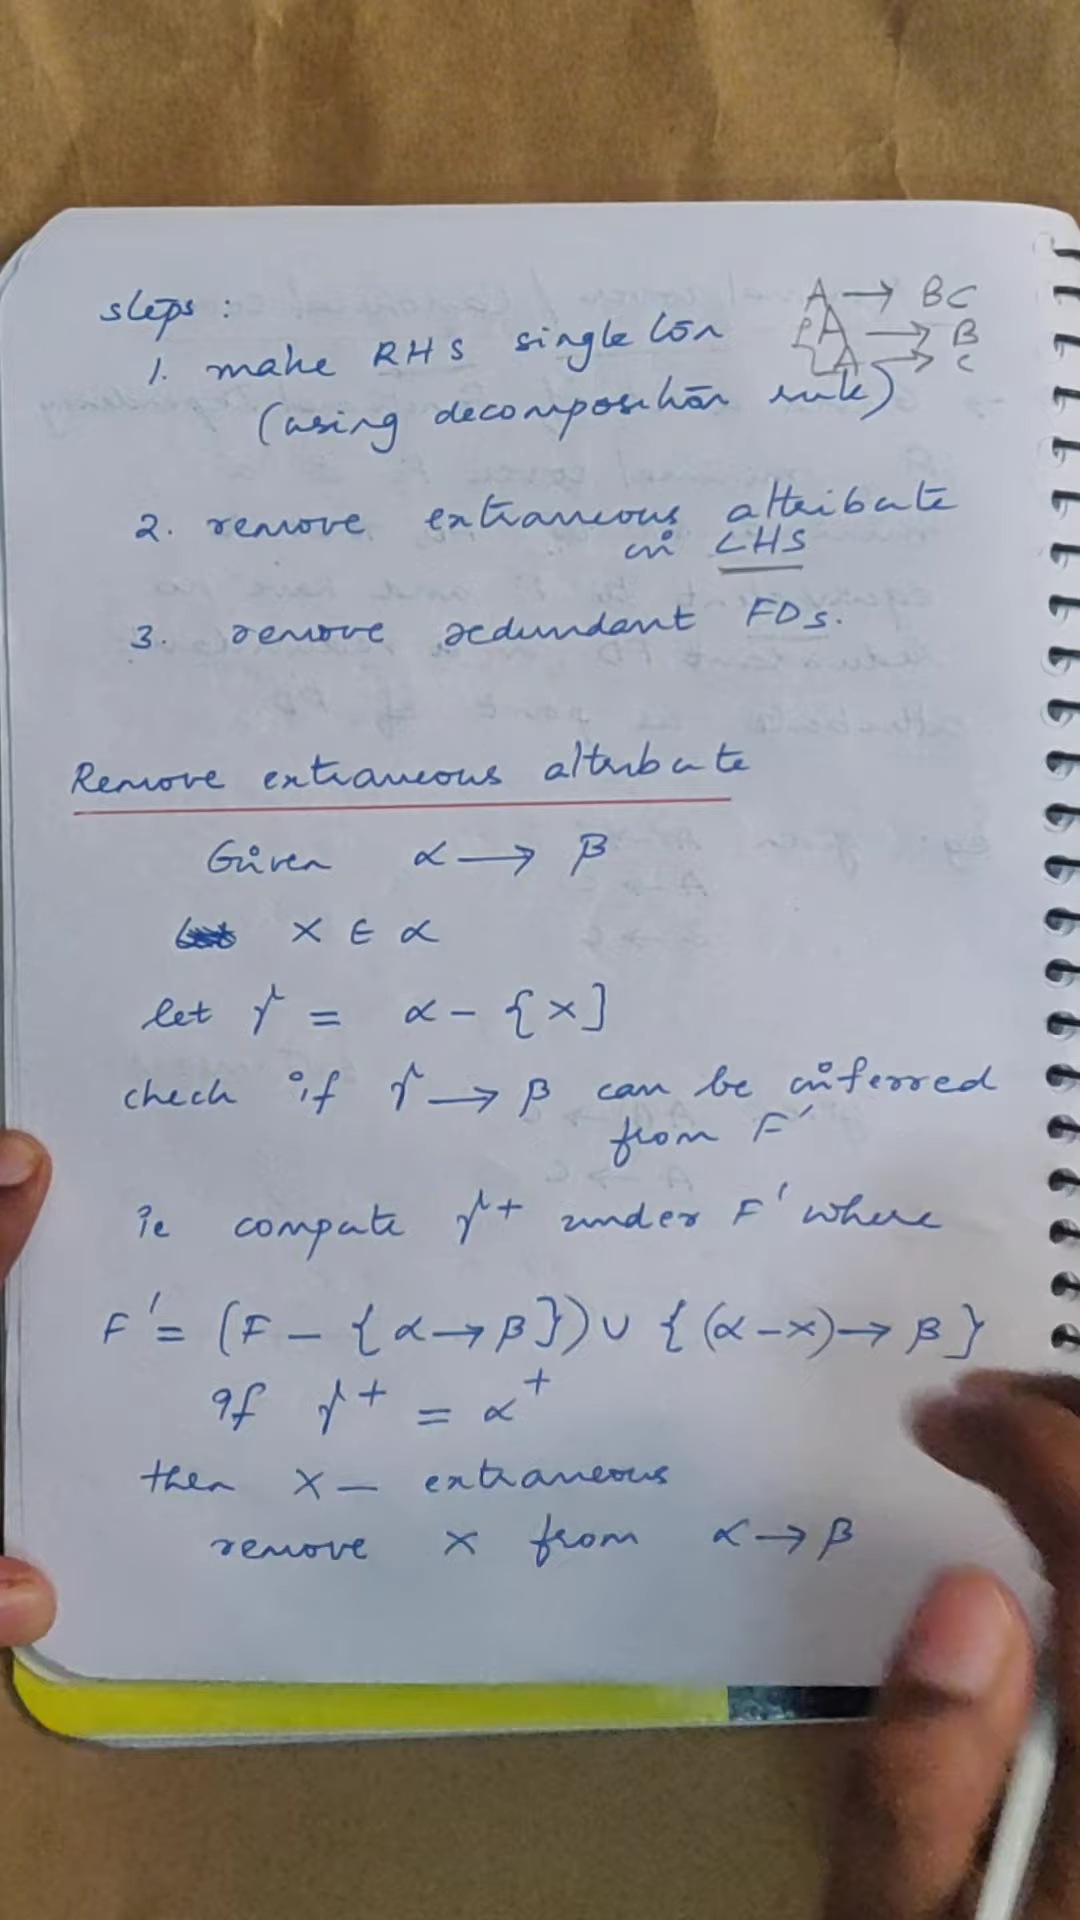 steps :
A → BC
A → B
A → C
1. make RHS singleton
(using decomposition rule)
2. remove extraneous attribute
in LHS
3. remove redundant FDs.
Remove extraneous attribute
Given α → β
X ∈ α
let γ = α - {x}
check if γ → β can be inferred
from F'
ie compute γ+ under F' where
F' = (F - {α → β}) ∪ {(α - x) → β}
if γ+ = α+
then X - extraneous
remove X from α → β